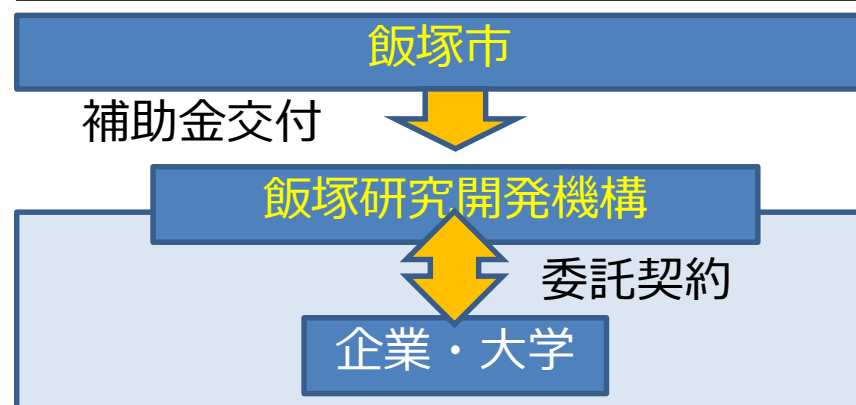 飯塚市
補助金交付
飯塚研究開発機構
委託契約
企業・大学